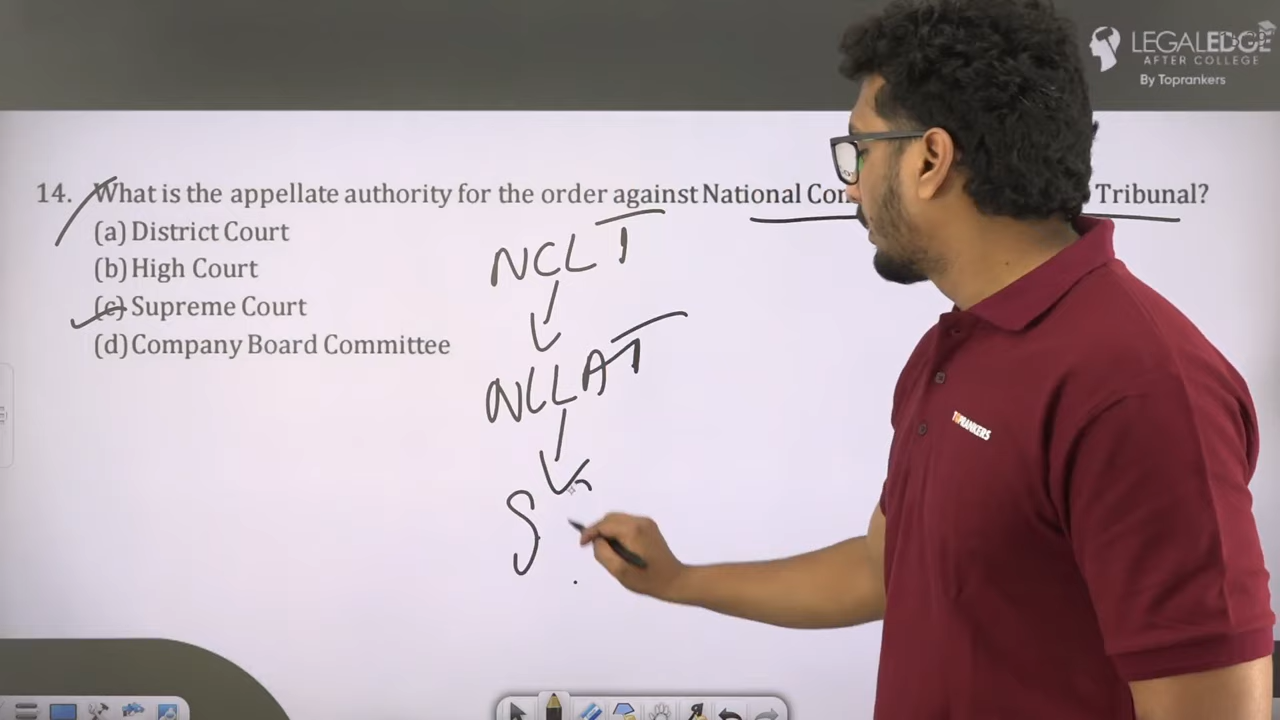 LEGALEDGE
AFTER COLLEGE
By Toprankers
14. What is the appellate authority for the order against National Con Tribunal?
(a) District Court
(b) High Court
(c) Supreme Court
(d) Company Board Committee
NCLT
NCLAT
S
TOPRANKERS